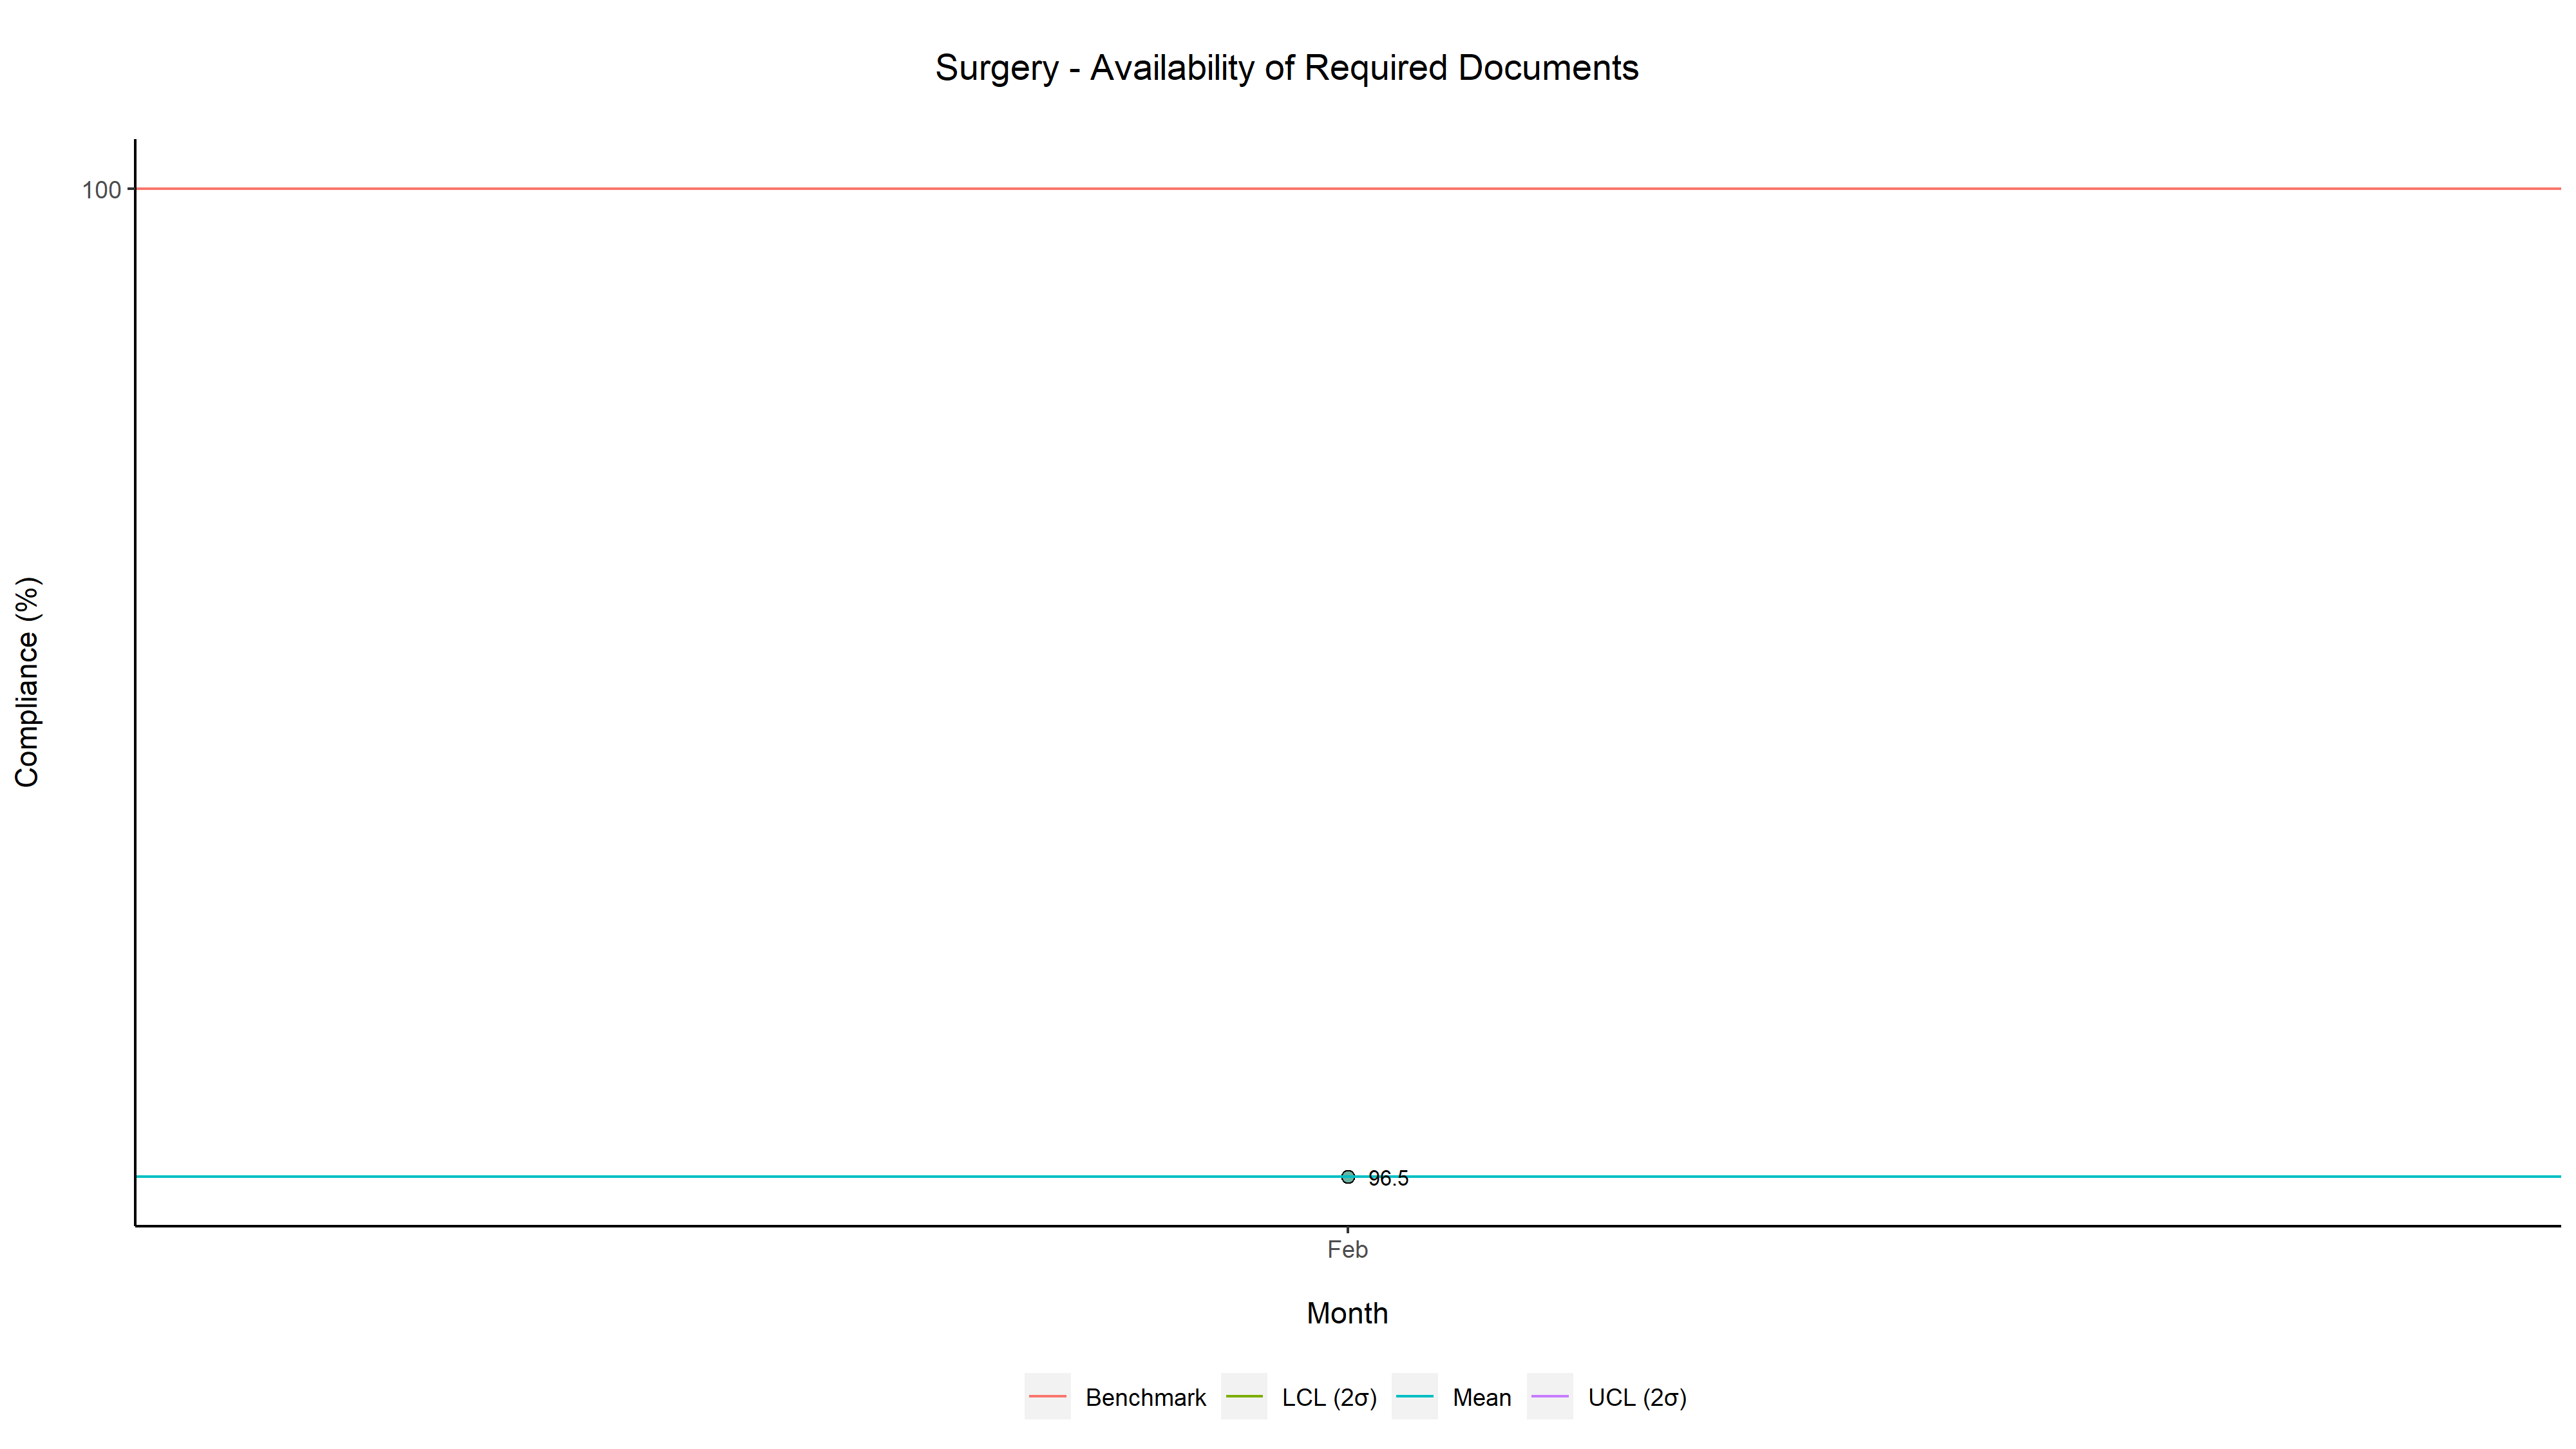 Surgery - Availability of Required Documents
100
Compliance (%)
96.5
Feb
Month
Benchmark LCL (2σ) Mean UCL (2σ)